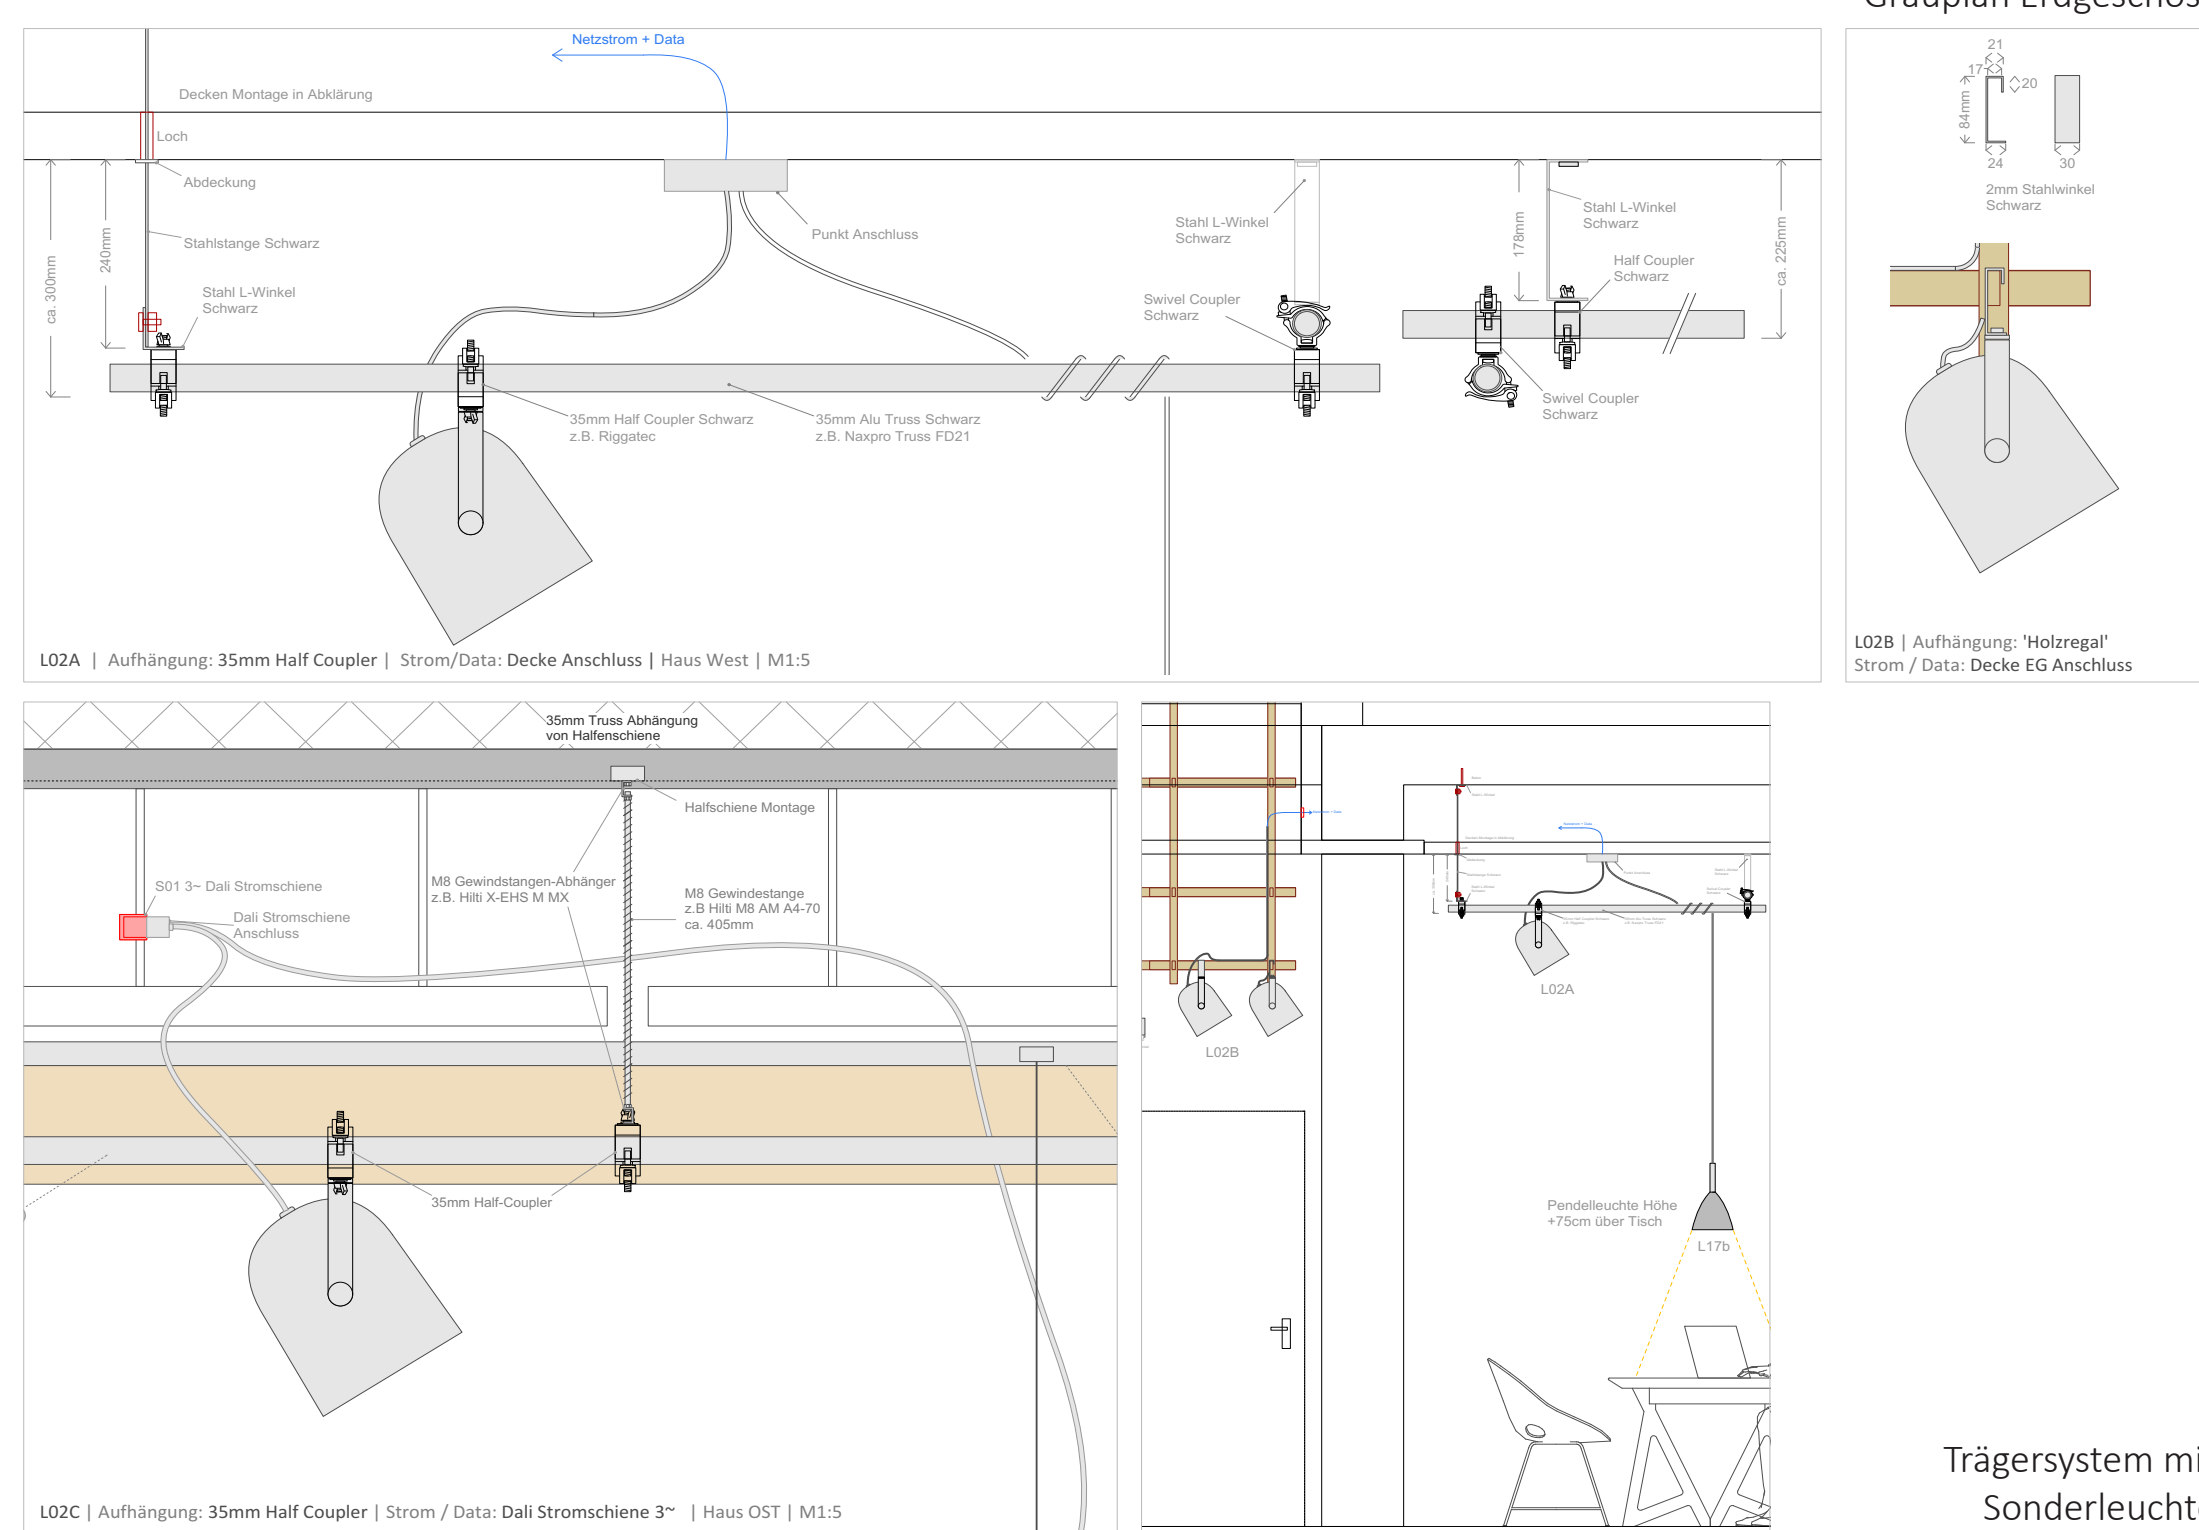 Netzstrom + Data
Decken Montage in Abklärung
Loch
Abdeckung
Stahlstange Schwarz
Stahl L-Winkel
Schwarz
ca. 300mm
240mm
Punkt Anschluss
35mm Half Coupler Schwarz
z.B. Riggatec
35mm Alu Truss Schwarz
z.B. Naxpro Truss FD21
Stahl L-Winkel
Schwarz
Swivel Coupler
Schwarz
178mm
Stahl L-Winkel
Schwarz
Half Coupler
Schwarz
ca. 225mm
Swivel Coupler
Schwarz
L02A | Aufhängung: 35mm Half Coupler | Strom/Data: Decke Anschluss | Haus West | M1:5
21
17
20
84mm
24
30
2mm Stahlwinkel
Schwarz
L02B | Aufhängung: 'Holzregal'
Strom / Data: Decke EG Anschluss
35mm Truss Abhängung
von Halfenschiene
Halfschiene Montage
S01 3~ Dali Stromschiene
Dali Stromschiene
Anschluss
M8 Gewindstangen-Abhänger
z.B. Hilti X-EHS M MX
M8 Gewindestange
z.B Hilti M8 AM A4-70
ca. 405mm
35mm Half-Coupler
L02C | Aufhängung: 35mm Half Coupler | Strom / Data: Dali Stromschiene 3~ | Haus OST | M1:5
L02A
L02B
Pendelleuchte Höhe
+75cm über Tisch
L17b
Trägersystem mi
Sonderleuchte